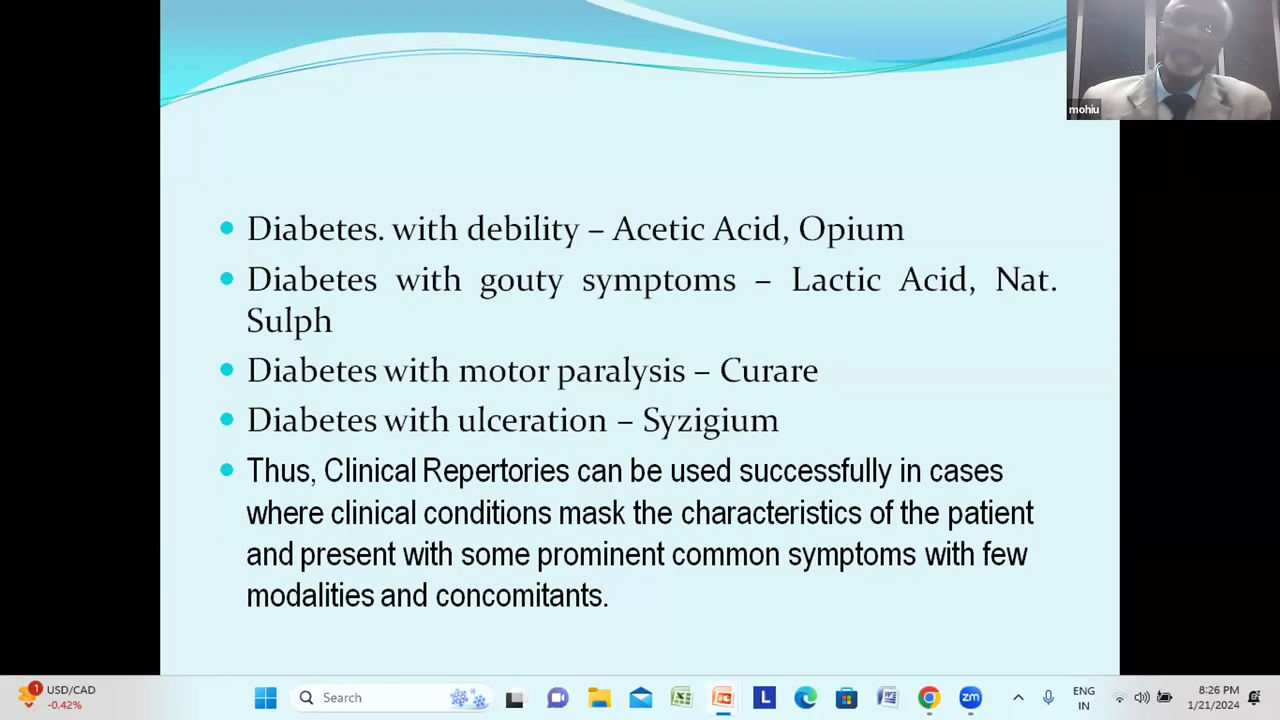 mohiu
Diabetes. with debility – Acetic Acid, Opium
Diabetes with gouty symptoms – Lactic Acid, Nat.
Sulph
Diabetes with motor paralysis – Curare
Diabetes with ulceration – Syzigium
Thus, Clinical Repertories can be used successfully in cases
where clinical conditions mask the characteristics of the patient
and present with some prominent common symptoms with few
modalities and concomitants.
1
USD/CAD
-0.42%
Search
L
zm
ENG
IN
8:26 PM
1/21/2024